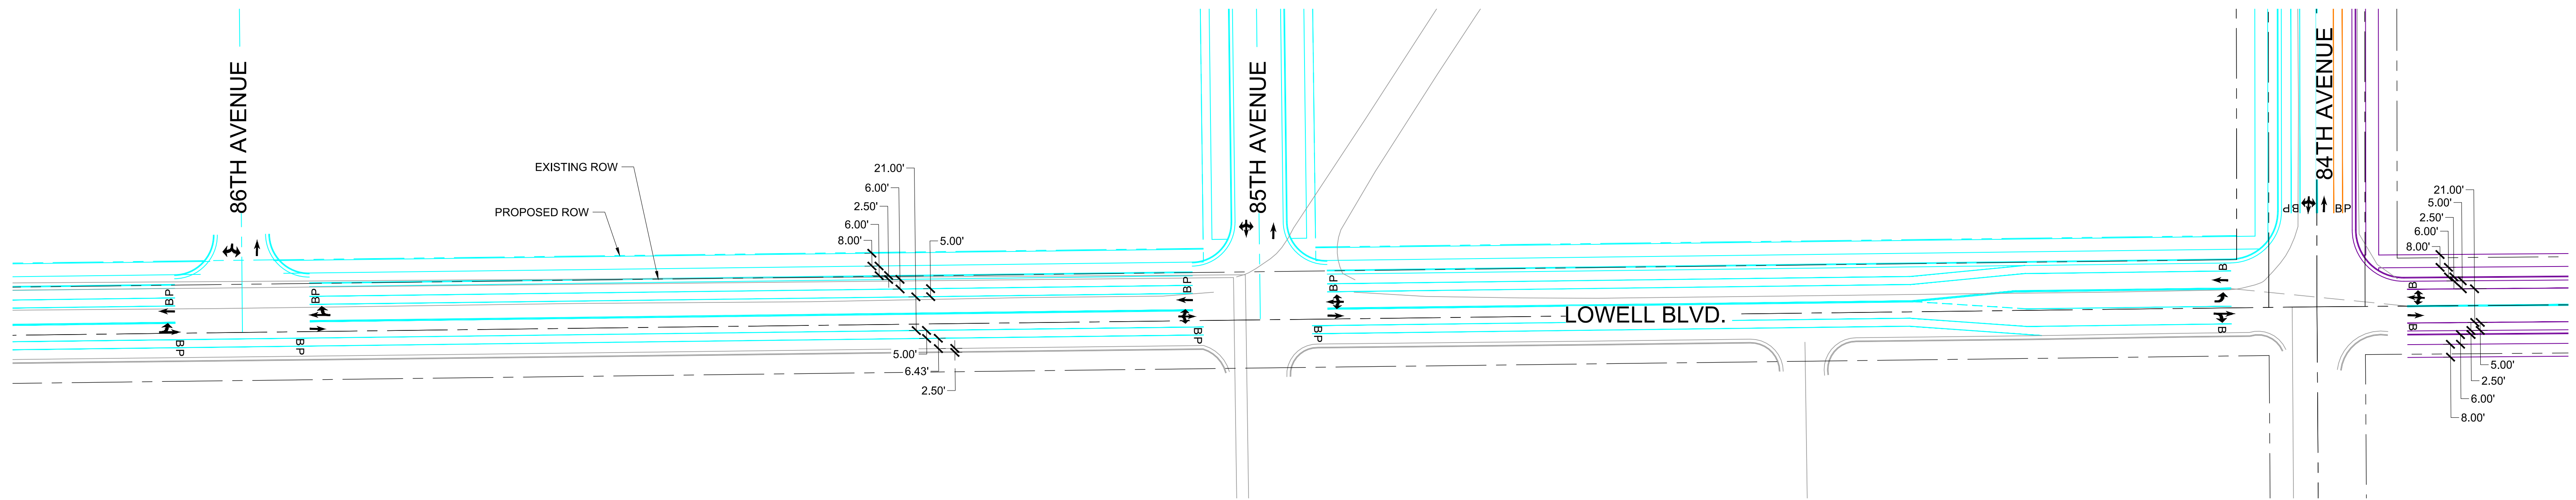 86TH AVENUE
EXISTING ROW
PROPOSED ROW
21.00'
6.00'
2.50'
6.00'
8.00'
5.00'
5.00'
6.43'
2.50'
BP
BP
BP
BP
85TH AVENUE
BP
BP
BP
BP
LOWELL BLVD.
84TH AVENUE
BP
BP
B
B
B
B
21.00'
5.00'
2.50'
6.00'
8.00'
5.00'
2.50'
6.00'
8.00'